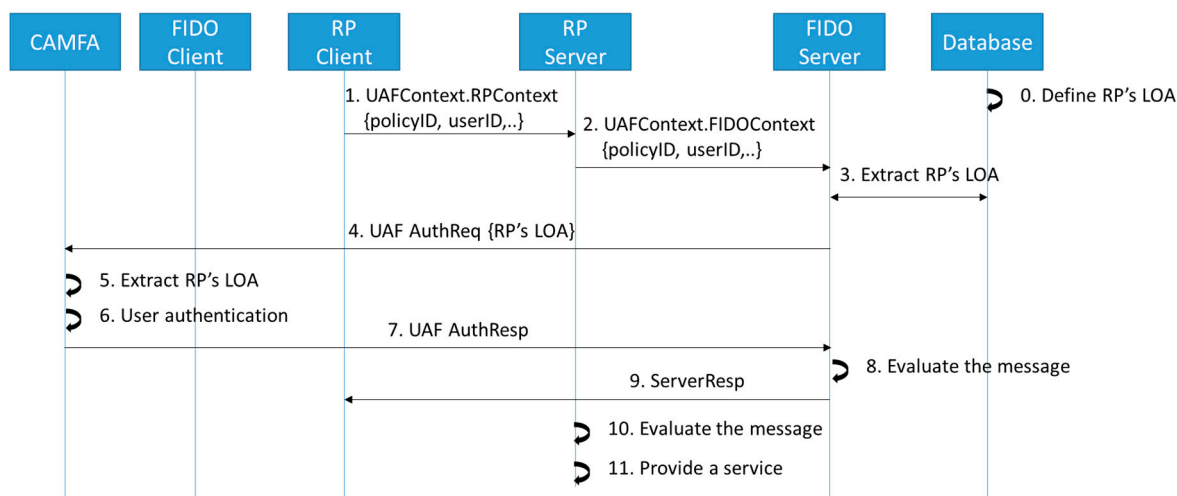 CAMFA
FIDO
Client
RP
Client
RP
Server
FIDO
Server
Database
0. Define RP's LOA
1. UAFContext.RPContext
{policyID, userID,..}
2. UAFContext.FIDOContext
{policyID, userID,..}
3. Extract RP's LOA
4. UAF AuthReq {RP's LOA}
5. Extract RP's LOA
6. User authentication
7. UAF AuthResp
8. Evaluate the message
9. ServerResp
10. Evaluate the message
11. Provide a service